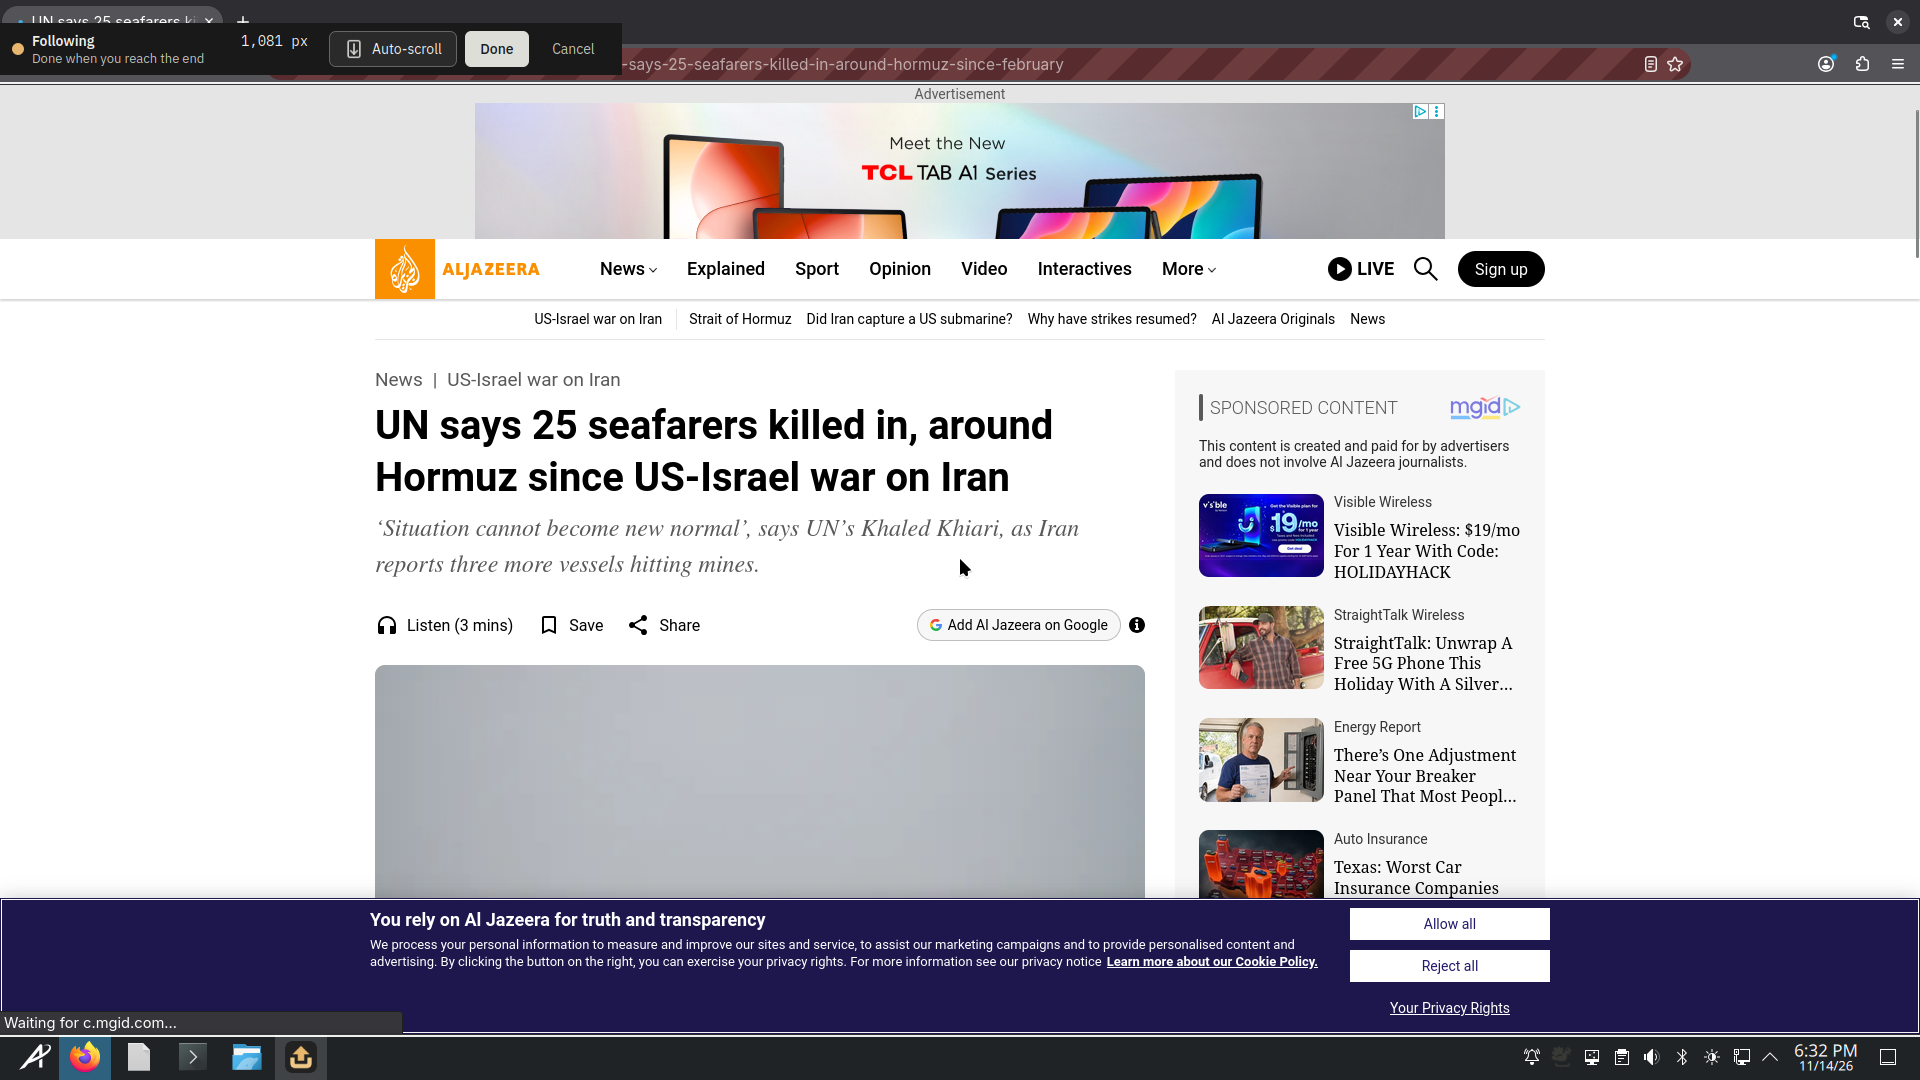 UN says 25 seafarers ki
Following
Done when you reach the end
1,081 px
Auto-scroll
Done
Cancel
-says-25-seafarers-killed-in-around-hormuz-since-february
Advertisement
Meet the New
TCL TAB A1 Series
ALJAZEERA
News
Explained
Sport
Opinion
Video
Interactives
More
LIVE
Sign up
US-Israel war on Iran
Strait of Hormuz
Did Iran capture a US submarine?
Why have strikes resumed?
Al Jazeera Originals
News
News | US-Israel war on Iran
UN says 25 seafarers killed in, around
Hormuz since US-Israel war on Iran
‘Situation cannot become new normal’, says UN’s Khaled Khiari, as Iran
reports three more vessels hitting mines.
Listen (3 mins)
Save
Share
Add Al Jazeera on Google
SPONSORED CONTENT
mgid
This content is created and paid for by advertisers
and does not involve Al Jazeera journalists.
Visible Wireless
Visible Wireless: $19/mo
For 1 Year With Code:
HOLIDAYHACK
StraightTalk Wireless
StraightTalk: Unwrap A
Free 5G Phone This
Holiday With A Silver…
Energy Report
There’s One Adjustment
Near Your Breaker
Panel That Most Peopl…
Auto Insurance
Texas: Worst Car
Insurance Companies
You rely on Al Jazeera for truth and transparency
We process your personal information to measure and improve our sites and service, to assist our marketing campaigns and to provide personalised content and
advertising. By clicking the button on the right, you can exercise your privacy rights. For more information see our privacy notice Learn more about our Cookie Policy.
Allow all
Reject all
Your Privacy Rights
Waiting for c.mgid.com...
6:32 PM
11/14/26